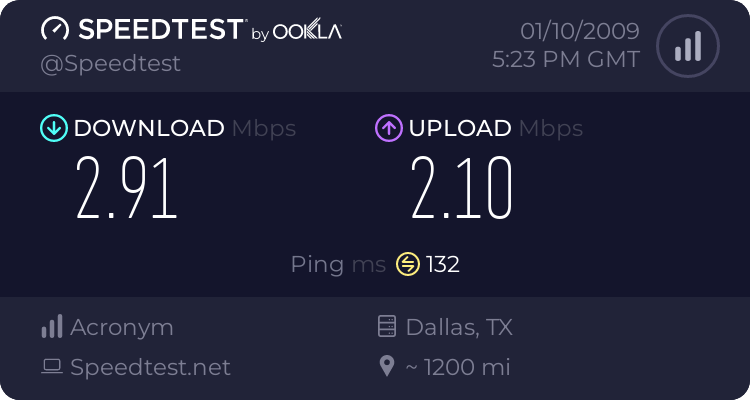 SPEEDTEST by OOKLA
@Speedtest
01/10/2009
5:23 PM GMT
DOWNLOAD Mbps
2.91
UPLOAD Mbps
2.10
Ping ms 132
Acronym
Dallas, TX
Speedtest.net
~ 1200 mi